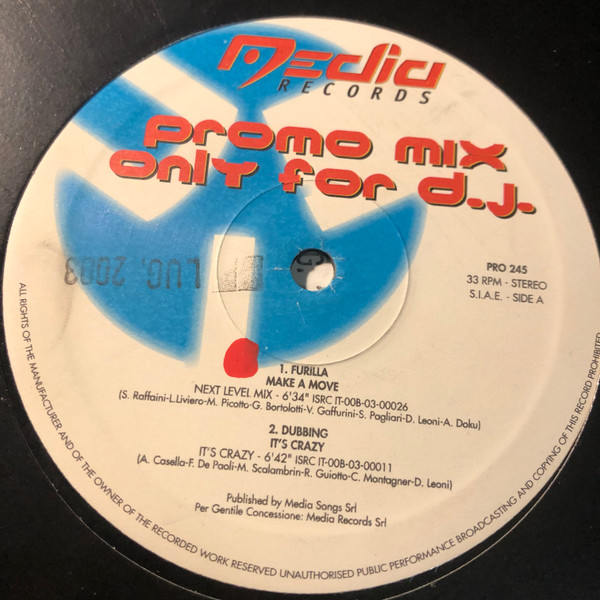 Media
RECORDS
promo mix
only for d.j.
PRO 245
33 RPM - STEREO
S.I.A.E. - SIDE A
LUG. 2003
1. FURILLA
MAKE A MOVE
NEXT LEVEL MIX - 6'34" ISRC IT-00B-03-00026
(S. Raffaini-L.Liviero-M. Picotto-G. Bortolotti-V. Gaffurini-S. Pagliari-D. Leoni-A. Doku)
2. DUBBING
IT'S CRAZY
IT'S CRAZY - 6'42" ISRC IT-00B-03-00011
(A. Casella-F. De Paoli-M. Scalambrin-R. Guiotto-C. Montagner-D. Leoni)
Published by Media Songs Srl
Per Gentile Concessione: Media Records Srl
ALL RIGHTS OF THE MANUFACTURER AND OF THE OWNER OF THE RECORDED WORK RESERVED UNAUTHORISED PUBLIC PERFORMANCE BROADCASTING AND COPYING OF THIS RECORD PROHIBITED